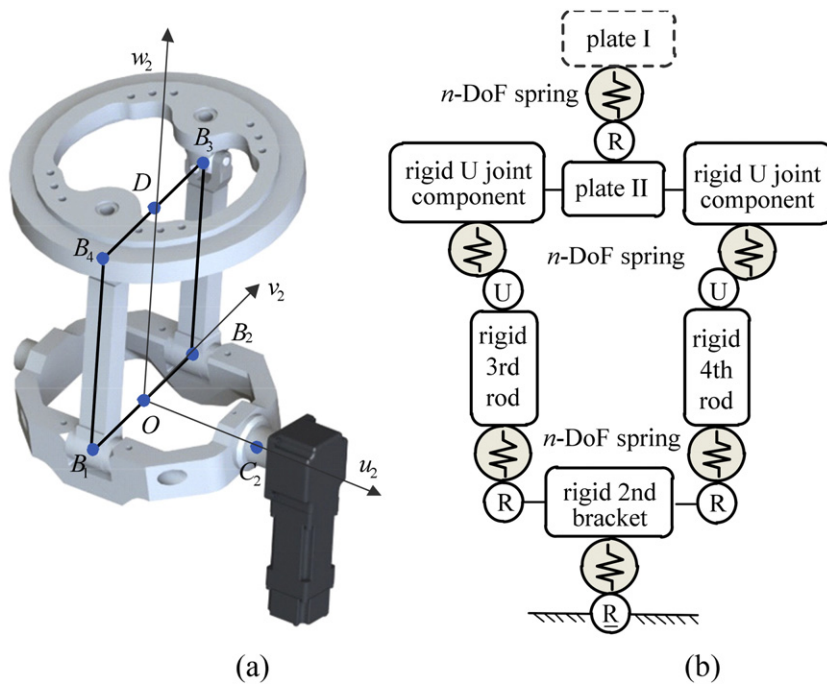 w₂
B₃
D
B₄
v₂
B₂
O
B₁
C₂
u₂
(a)
plate I
n-DoF spring
R
rigid U joint
component
plate II
rigid U joint
component
n-DoF spring
U
U
rigid
3rd
rod
rigid
4th
rod
n-DoF spring
R
rigid 2nd
bracket
R
R
(b)